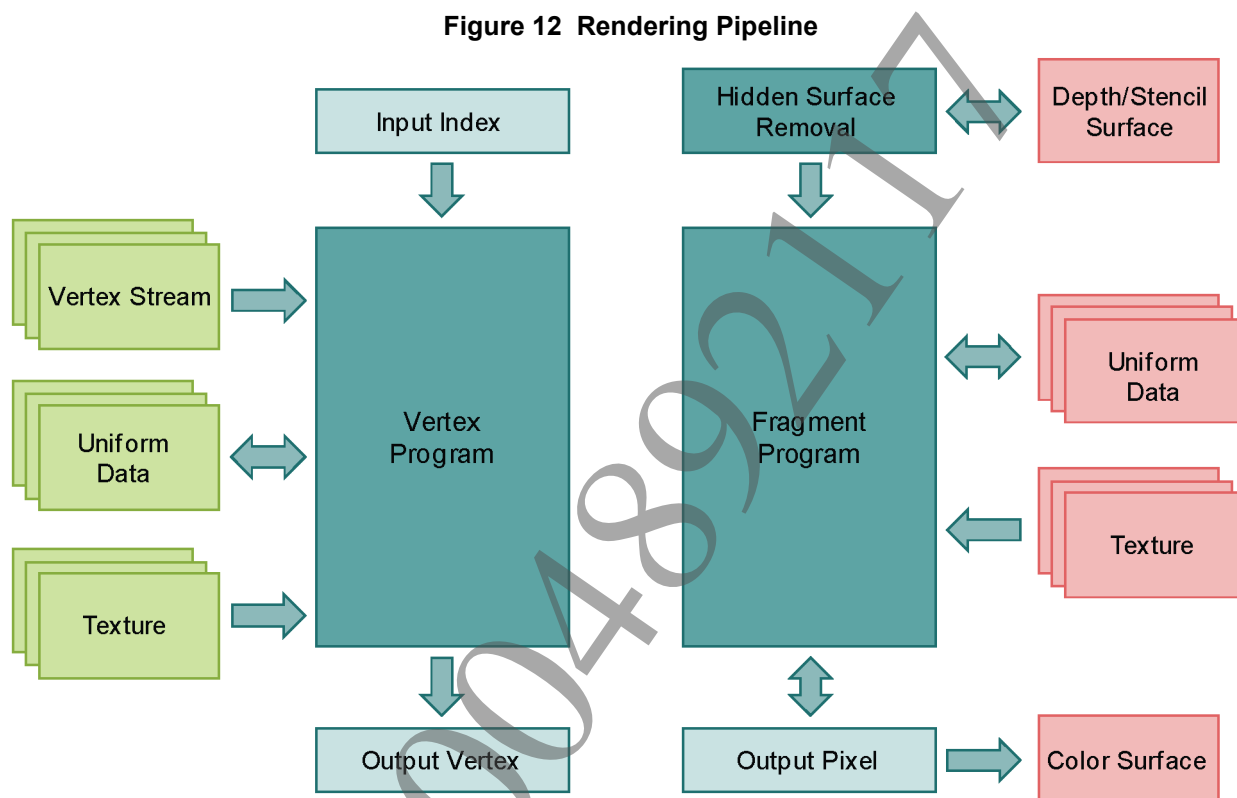 Figure 12 Rendering Pipeline
Input Index
Hidden Surface
Removal
Depth/Stencil
Surface
Vertex Stream
Uniform
Data
Texture
Vertex
Program
Fragment
Program
Uniform
Data
Texture
Output Vertex
Output Pixel
Color Surface
004892117